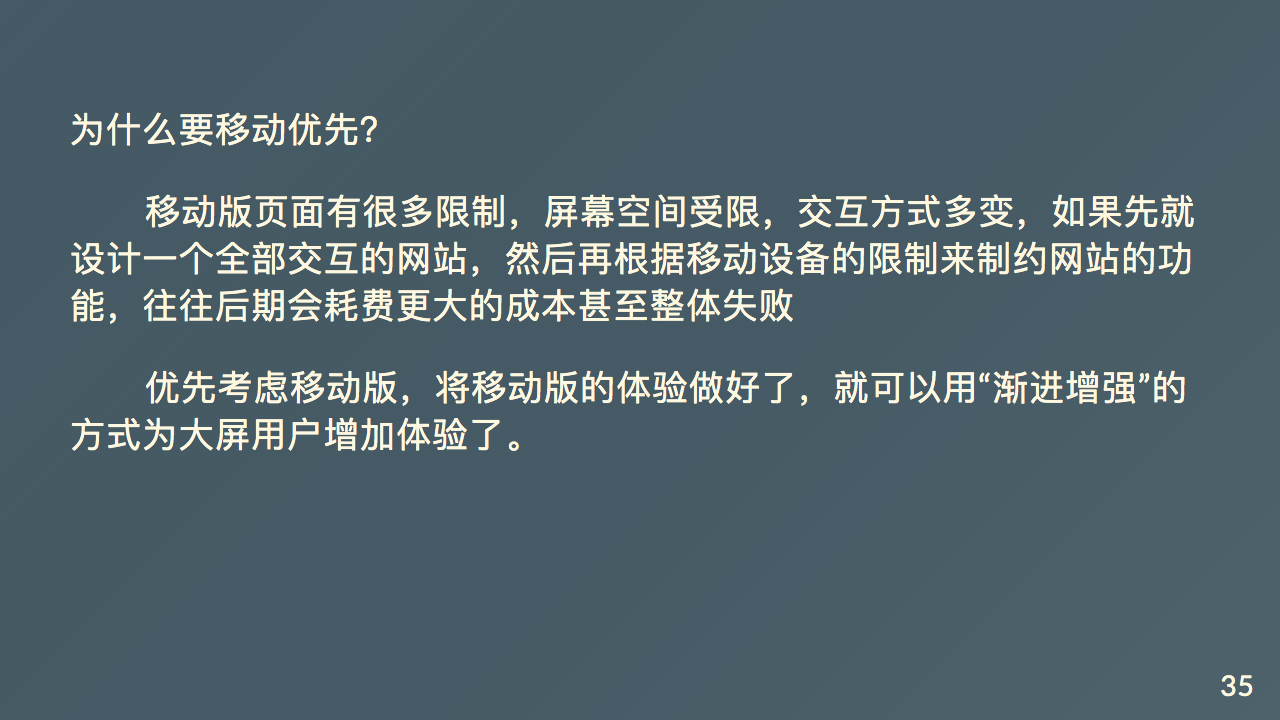 为什么要移动优先？
移动版页面有很多限制，屏幕空间受限，交互方式多变，如果先就
设计一个全部交互的网站，然后再根据移动设备的限制来制约网站的功
能，往往后期会耗费更大的成本甚至整体失败
优先考虑移动版，将移动版的体验做好了，就可以用“渐进增强”的
方式为大屏用户增加体验了。
35